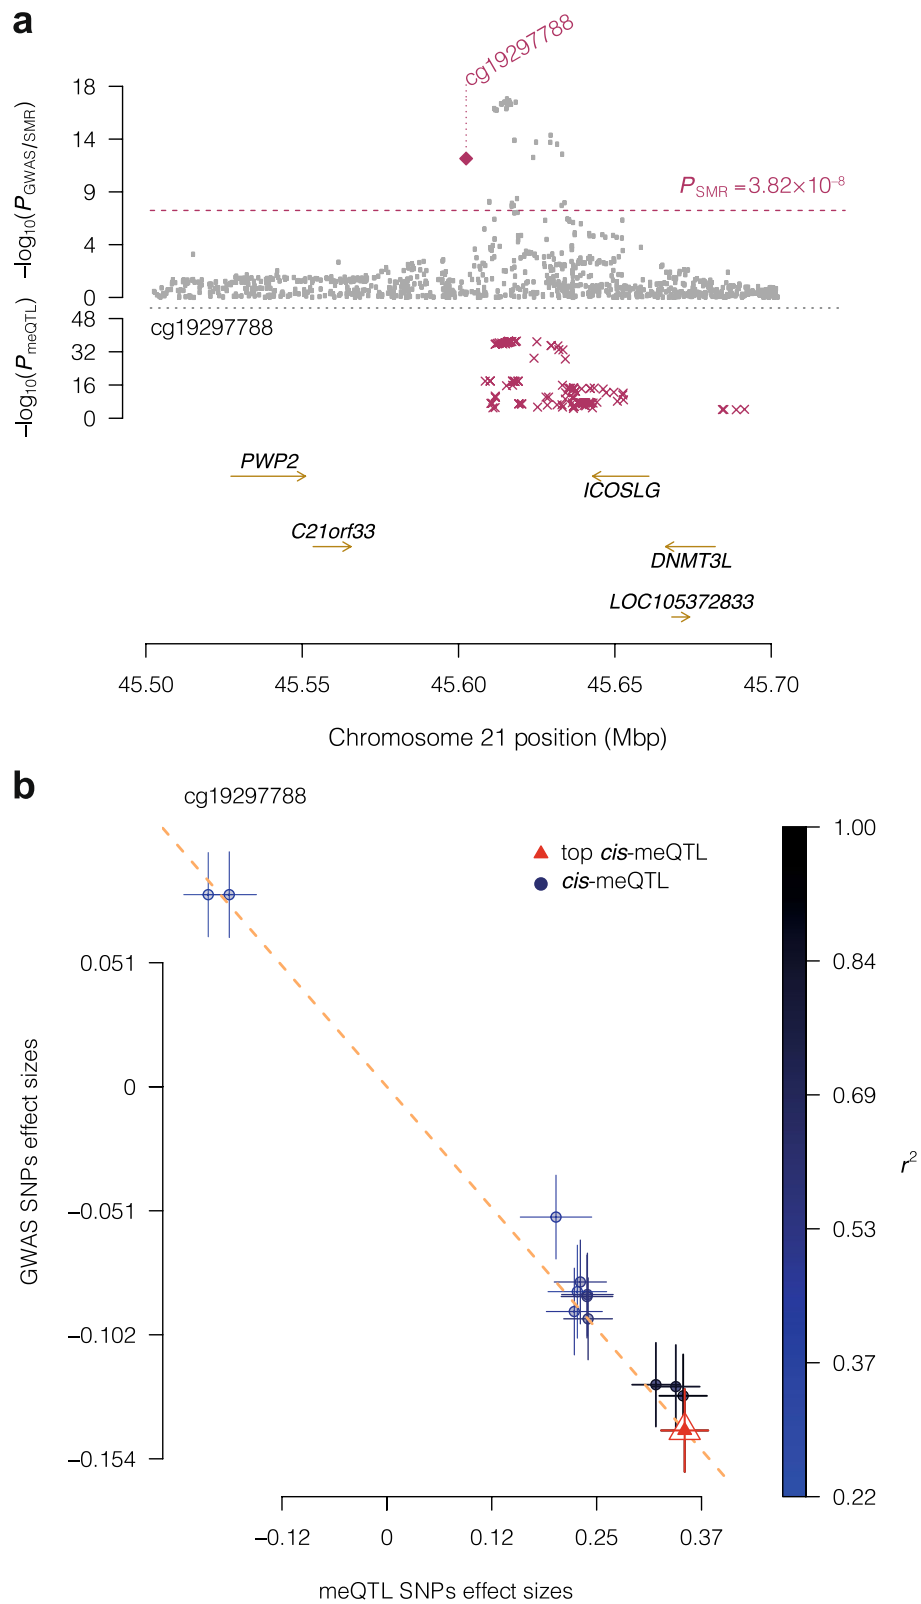 a
cg19297788
18
14
9
4
0
−log10(PGWAS/SMR)
PSMR =3.82×10−8
48
32
16
0
−log10(PmeQTL)
cg19297788
PWP2
ICOSLG
C21orf33
DNMT3L
LOC105372833
45.50 45.55 45.60 45.65 45.70
Chromosome 21 position (Mbp)
b
cg19297788
top cis-meQTL
cis-meQTL
0.051
0
−0.051
−0.102
−0.154
GWAS SNPs effect sizes
−0.12 0 0.12 0.25 0.37
meQTL SNPs effect sizes
1.00
0.84
0.69
0.53
0.37
0.22
r2